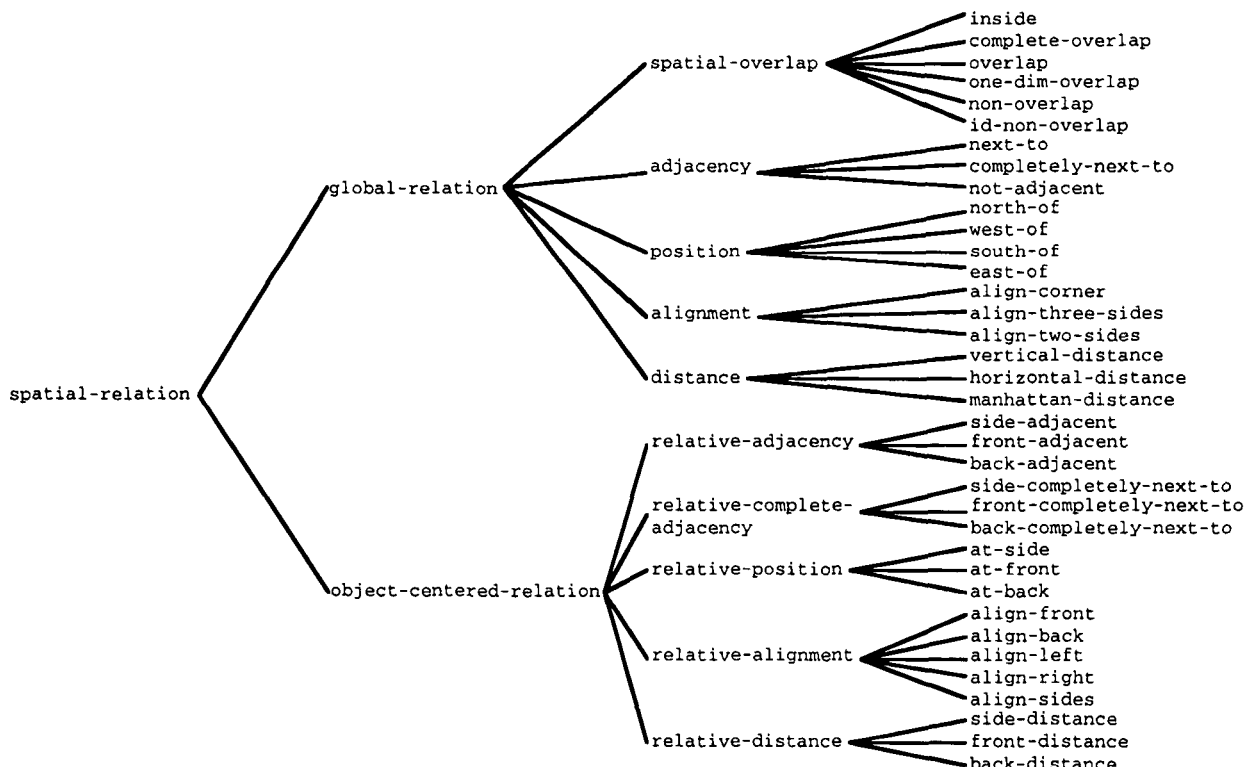 spatial-relation
global-relation
spatial-overlap
inside
complete-overlap
overlap
one-dim-overlap
non-overlap
id-non-overlap
adjacency
next-to
completely-next-to
not-adjacent
position
north-of
west-of
south-of
east-of
alignment
align-corner
align-three-sides
align-two-sides
distance
vertical-distance
horizontal-distance
manhattan-distance
object-centered-relation
relative-adjacency
side-adjacent
front-adjacent
back-adjacent
relative-complete-
adjacency
side-completely-next-to
front-completely-next-to
back-completely-next-to
relative-position
at-side
at-front
at-back
relative-alignment
align-front
align-back
align-left
align-right
align-sides
relative-distance
side-distance
front-distance
back-distance